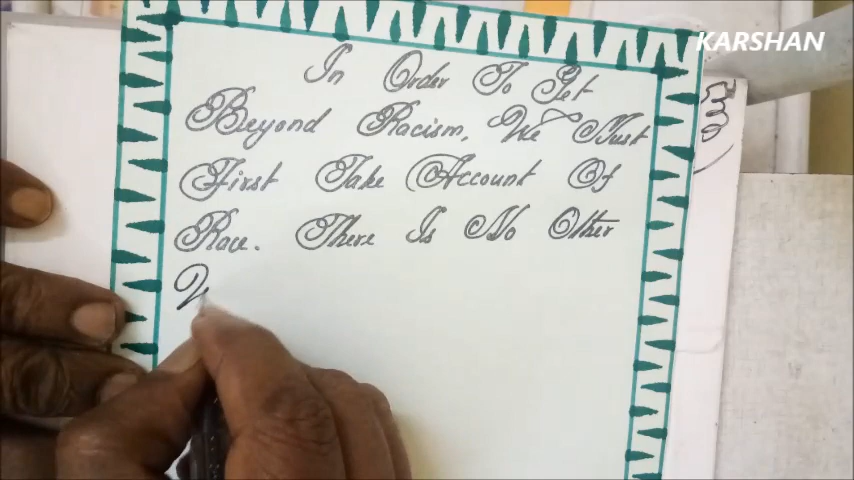 KARSHAN
In Order To Get
Beyond Racism, We Must
First Take Account Of
Race. There Is No Other
W